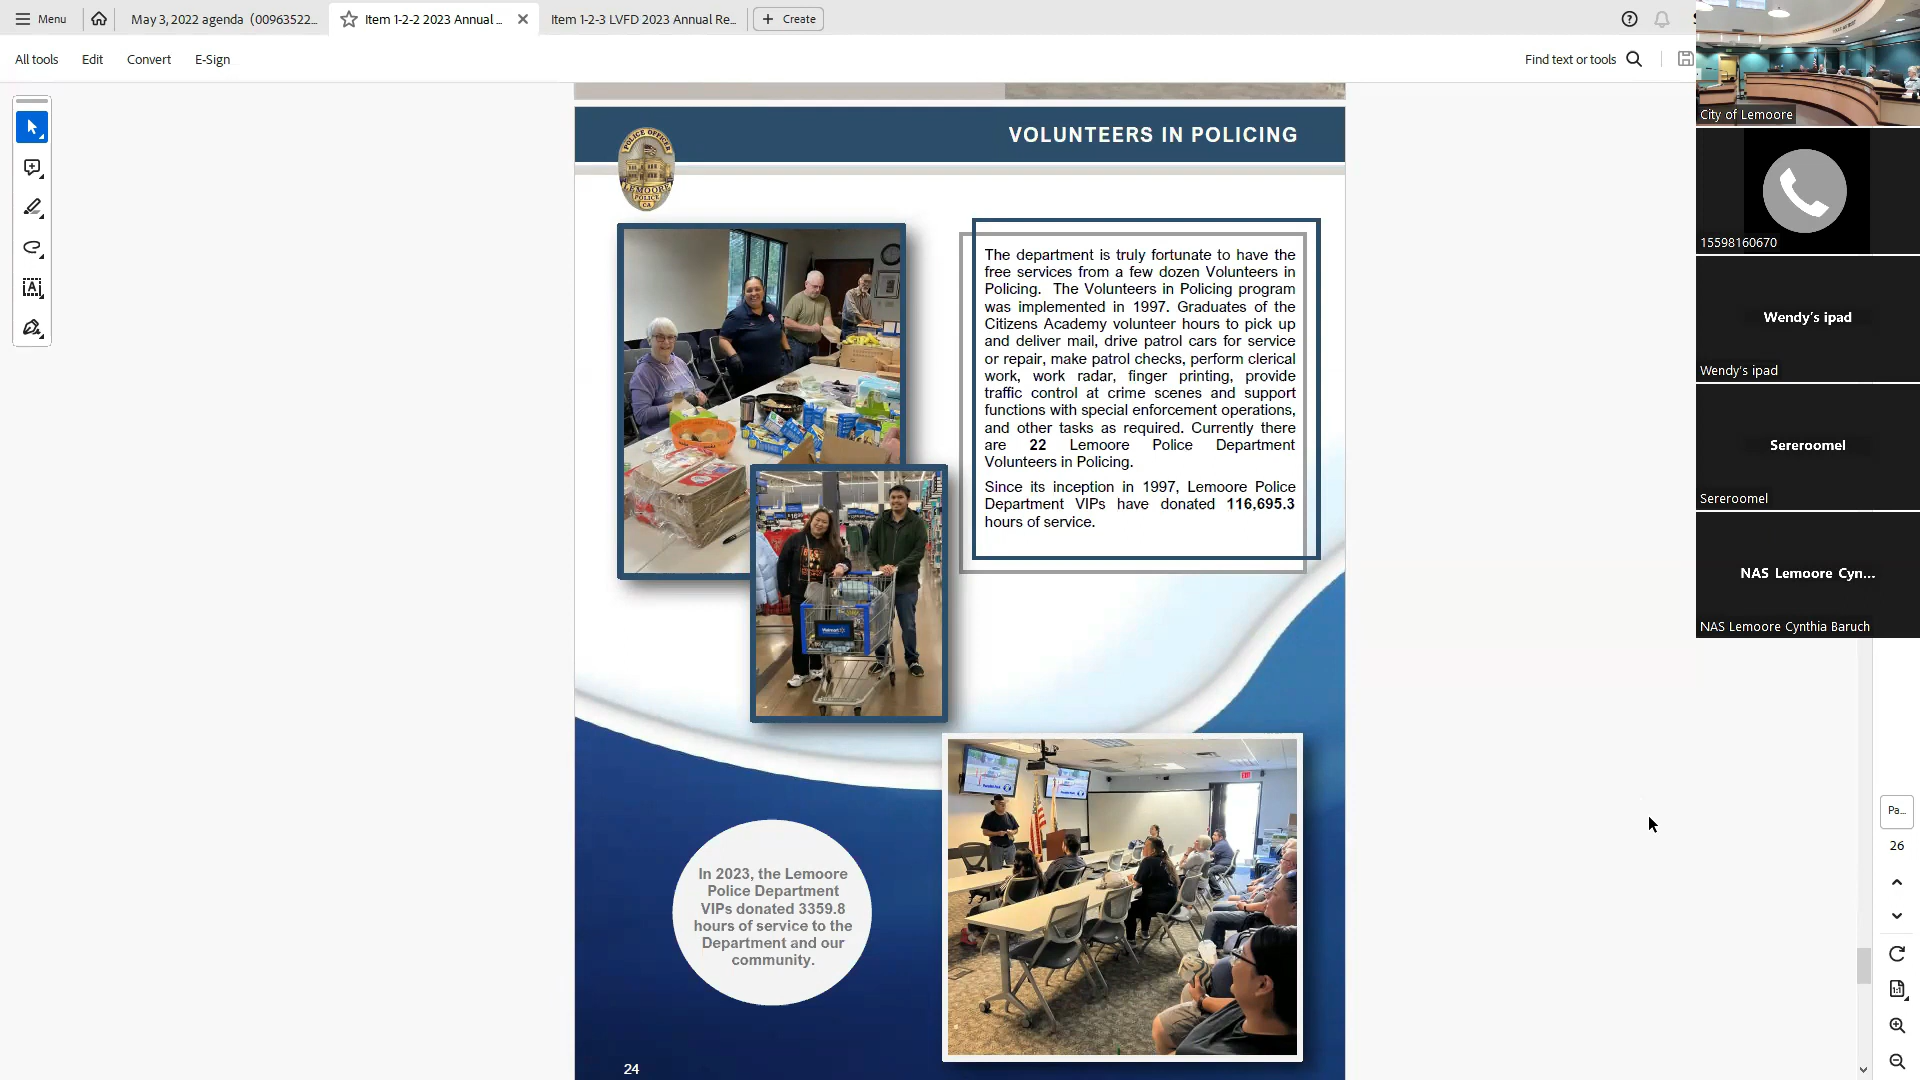 Menu
May 3, 2022 agenda (00963522...
Item 1-2-2 2023 Annual ...
Item 1-2-3 LVFD 2023 Annual Re...
Create
All tools
Edit
Convert
E-Sign
Find text or tools
VOLUNTEERS IN POLICING
POLICE OFFICER
LEMOORE
POLICE
CA
The department is truly fortunate to have the
free services from a few dozen Volunteers in
Policing. The Volunteers in Policing program
was implemented in 1997. Graduates of the
Citizens Academy volunteer hours to pick up
and deliver mail, drive patrol cars for service
or repair, make patrol checks, perform clerical
work, work radar, finger printing, provide
traffic control at crime scenes and support
functions with special enforcement operations,
and other tasks as required. Currently there
are 22 Lemoore Police Department
Volunteers in Policing.
Since its inception in 1997, Lemoore Police
Department VIPs have donated 116,695.3
hours of service.
Walmart
In 2023, the Lemoore
Police Department
VIPs donated 3359.8
hours of service to the
Department and our
community.
24
City of Lemoore
15598160670
Wendy's ipad
Wendy's ipad
Sereroomel
Sereroomel
NAS Lemoore Cyn...
NAS Lemoore Cynthia Baruch
Pa...
26